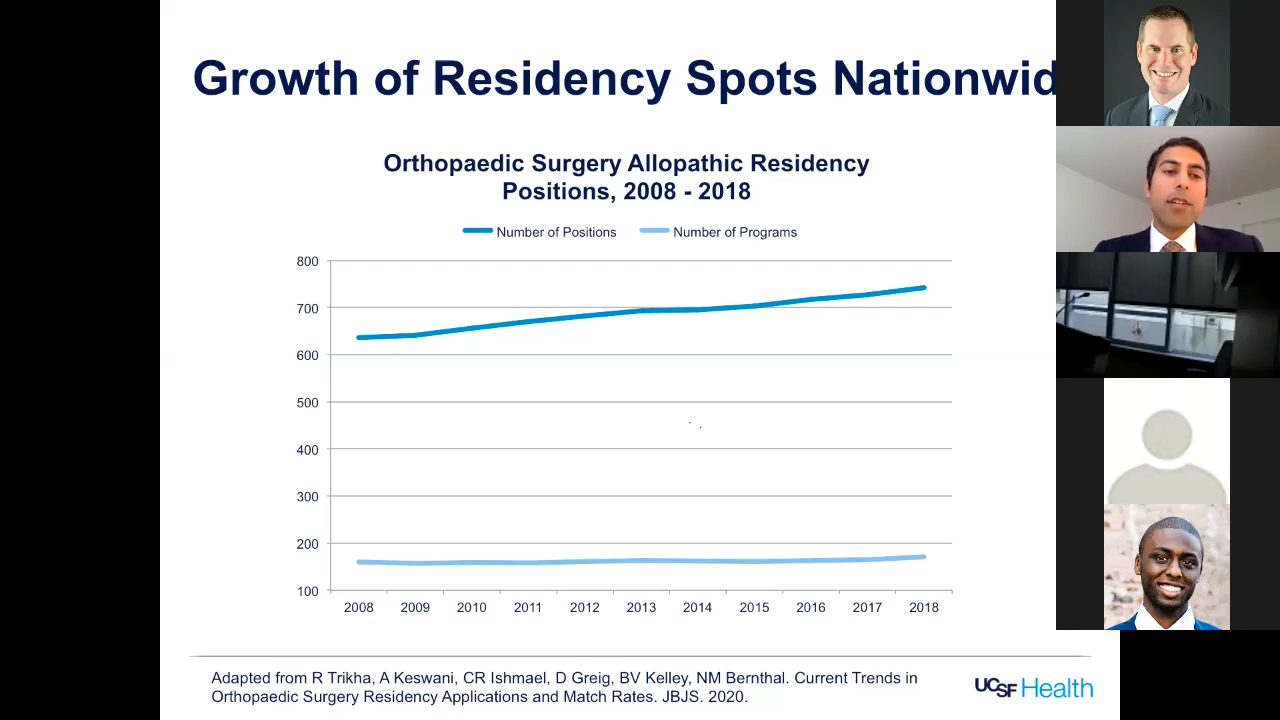 Growth of Residency Spots Nationwid
Orthopaedic Surgery Allopathic Residency
Positions, 2008 - 2018
Number of Positions
Number of Programs
800
700
600
500
400
300
200
100
2008 2009 2010 2011 2012 2013 2014 2015 2016 2017 2018
Adapted from R Trikha, A Keswani, CR Ishmael, D Greig, BV Kelley, NM Bernthal. Current Trends in
Orthopaedic Surgery Residency Applications and Match Rates. JBJS. 2020.
UCSF Health